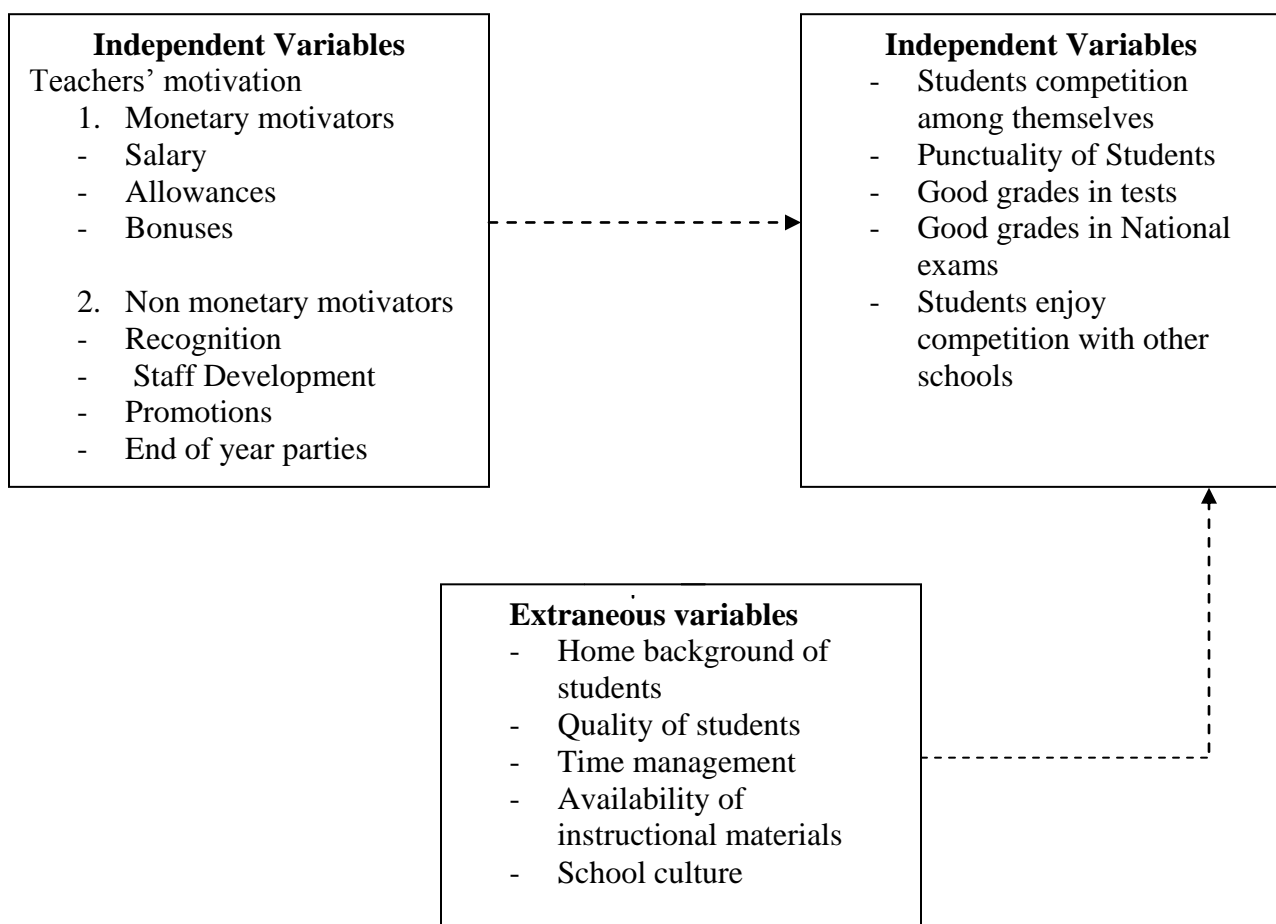 Independent Variables
Teachers’ motivation
1. Monetary motivators
- Salary
- Allowances
- Bonuses
2. Non monetary motivators
- Recognition
- Staff Development
- Promotions
- End of year parties
Independent Variables
- Students competition
among themselves
- Punctuality of Students
- Good grades in tests
- Good grades in National
exams
- Students enjoy
competition with other
schools
Extraneous variables
- Home background of
students
- Quality of students
- Time management
- Availability of
instructional materials
- School culture